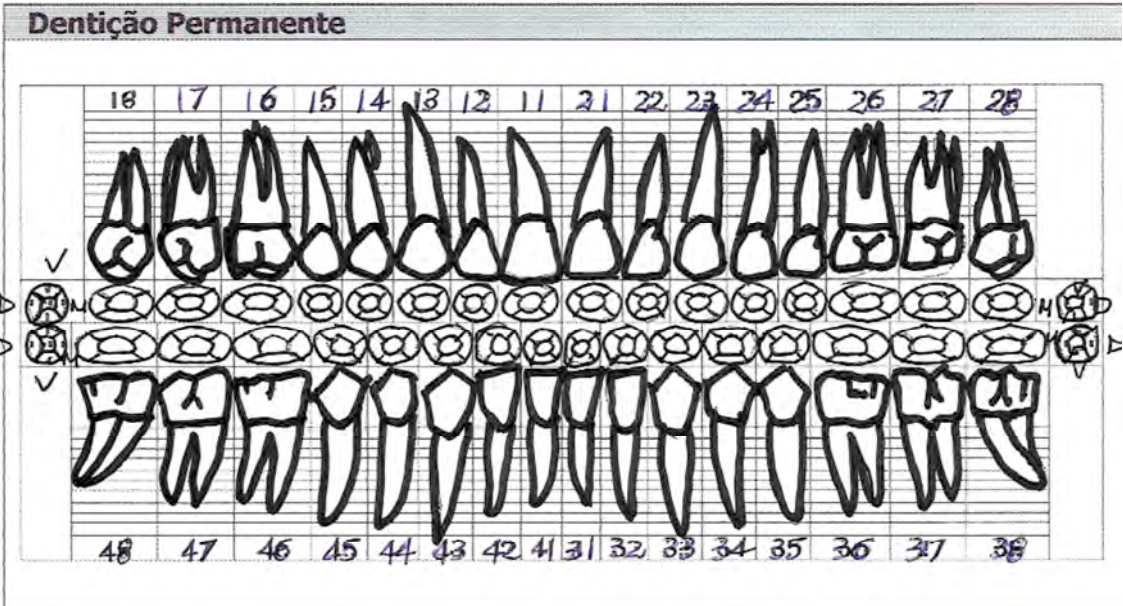 Dentição Permanente
18 17 16 15 14 13 12 11 21 22 23 24 25 26 27 28
V
D M M D
D M D
V
48 47 46 45 44 43 42 41 31 32 33 34 35 36 37 38